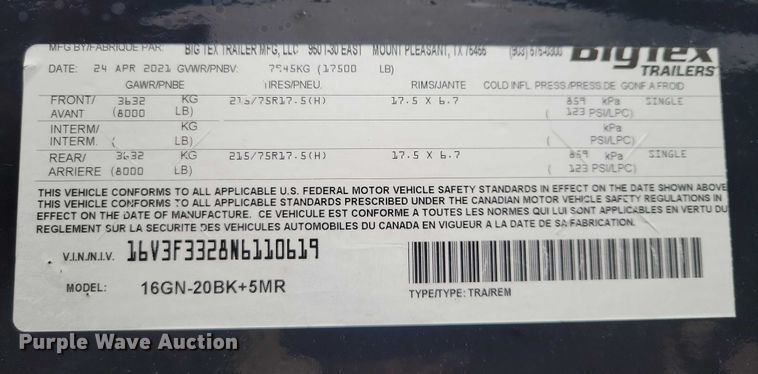 MFG BY/FABRIQUE PAR: BIG TEX TRAILER MFG, LLC 950 I-30 EAST MOUNT PLEASANT, TX 75455 (903) 575-0300
BigTex
TRAILERS
DATE: 24 APR 2021 GVWR/PNBV: 7945KG (17500 LB)
GAWR/PNBE TIRES/PNEU. RIMS/JANTE COLD INFL. PRESS/PRESS. DE GONF A FROID
FRONT/ 3632 KG 215/75R17.5(H) 17.5 X 6.7 859 kPa SINGLE
AVANT (8000 LB) ( 123 PSI/LPC)
INTERM/ KG kPa
INTERM. ( LB) ( PSI/LPC)
REAR/ 3632 KG 215/75R17.5(H) 17.5 X 6.7 859 kPa SINGLE
ARRIERE (8000 LB) ( 123 PSI/LPC)
THIS VEHICLE CONFORMS TO ALL APPLICABLE U.S. FEDERAL MOTOR VEHICLE SAFETY STANDARDS IN EFFECT ON THE DATE SHOWN ABOVE
THIS VEHICLE CONFORMS TO ALL APPLICABLE STANDARDS PRESCRIBED UNDER THE CANADIAN MOTOR VEHICLE SAFETY REGULATIONS IN
EFFECT ON THE DATE OF MANUFACTURE. CE VEHICULE EST CONFORME A TOUTES LES NORMES QUI LUI SONT APPLICABLES EN VERTU DU
REGLEMENT SUR LA SECURITE DES VEHICULES AUTOMOBILES DU CANADA EN VIGUEUR A LA DATE DE SA FABRICATION.
V.I.N./N.I.V. 16V3F3328N6110619
MODEL: 16GN-20BK+5MR
TYPE/TYPE: TRA/REM
Purple Wave Auction